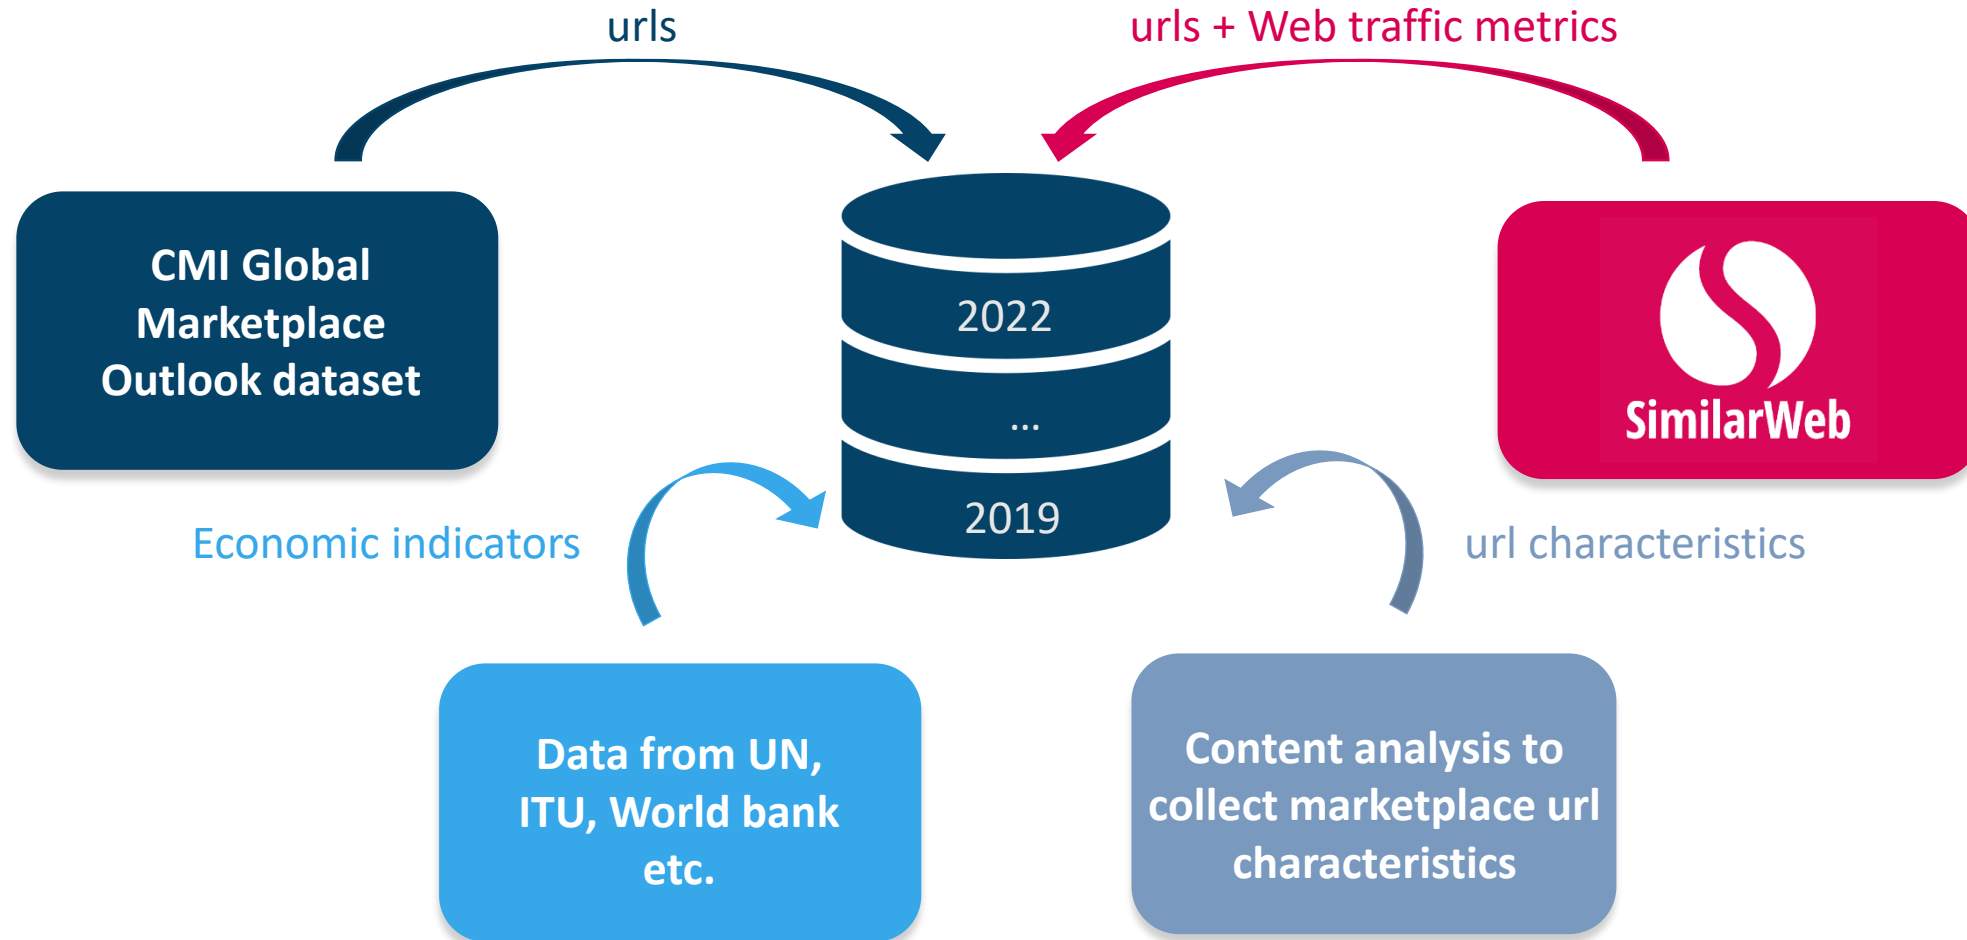 urls
urls + Web traffic metrics
CMI Global
Marketplace
Outlook dataset
2022
...
2019
SimilarWeb
Economic indicators
url characteristics
Data from UN,
ITU, World bank
etc.
Content analysis to
collect marketplace url
characteristics